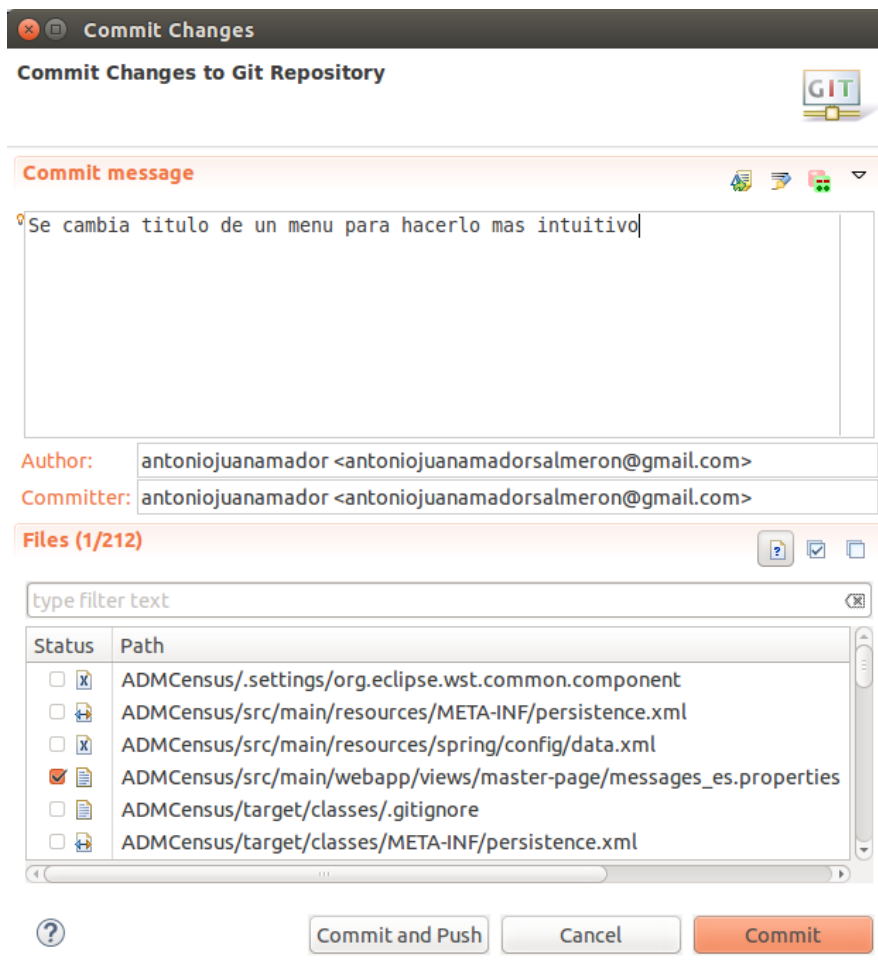 Commit Changes
Commit Changes to Git Repository
GIT
Commit message
Se cambia titulo de un menu para hacerlo mas intuitivo
Author: antoniojuanamador <antoniojuanamadorsalmeron@gmail.com>
Committer: antoniojuanamador <antoniojuanamadorsalmeron@gmail.com>
Files (1/212)
type filter text
Status Path
ADMCensus/.settings/org.eclipse.wst.common.component
ADMCensus/src/main/resources/META-INF/persistence.xml
ADMCensus/src/main/resources/spring/config/data.xml
ADMCensus/src/main/webapp/views/master-page/messages_es.properties
ADMCensus/target/classes/.gitignore
ADMCensus/target/classes/META-INF/persistence.xml
Commit and Push Cancel Commit